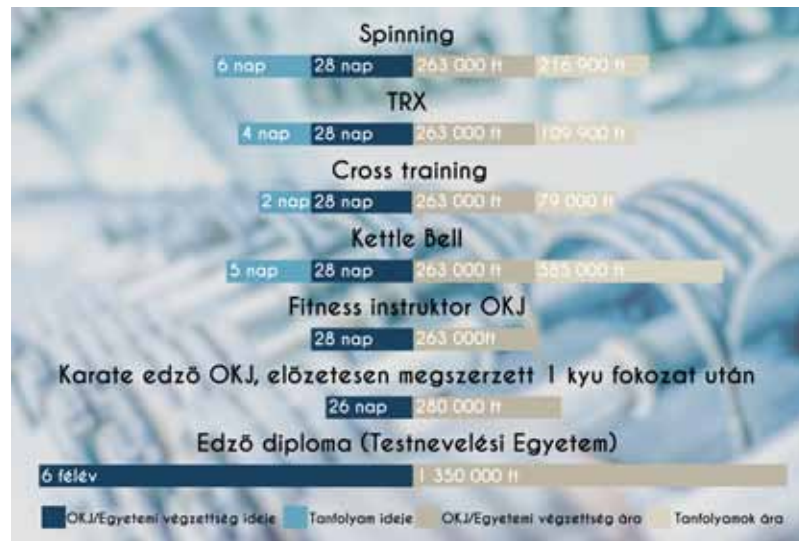 Spinning
6 nap 28 nap 263 000 ft 216 900 ft
TRX
4 nap 28 nap 263 000 ft 109 900 ft
Cross training
2 nap 28 nap 263 000 ft 79 000 ft
Kettle Bell
5 nap 28 nap 263 000 ft 000 ft
Fitness instruktor OKJ
28 nap 263 000ft
Karate edző OKJ, előzetesen megszerzett 1 kyu fokozat után
26 nap 280 000 ft
Edző diploma (Testnevelési Egyetem)
6 félév 1 350 000 ft
OKJ/Egyetemi végzettség ideje Tanfolyam ideje OKJ/Egyetemi végzettség ára Tanfolyamok ára